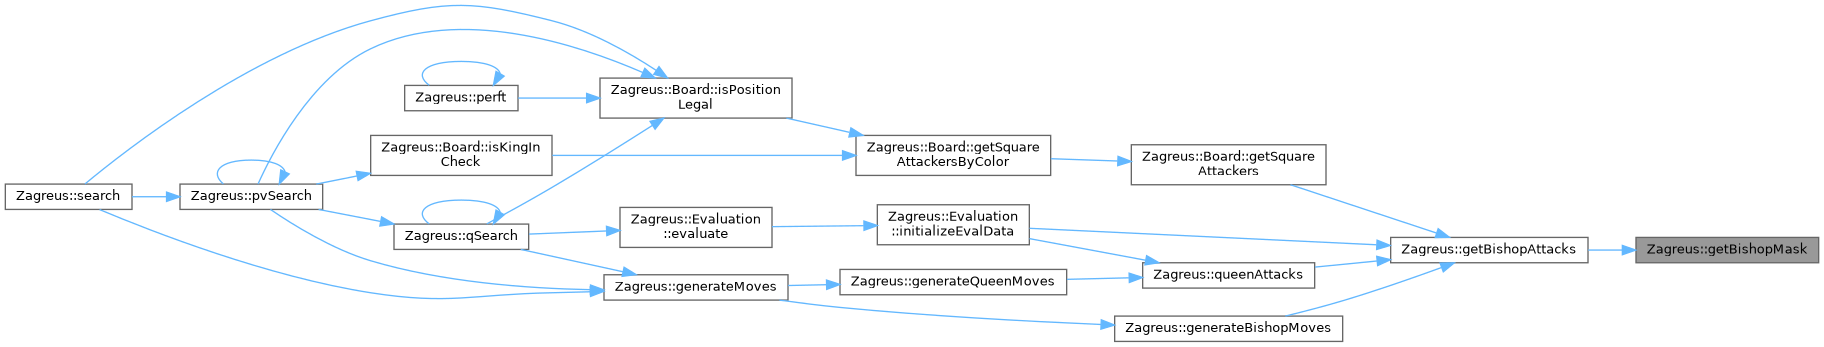 Zagreus::search
Zagreus::pvSearch
Zagreus::perft
Zagreus::Board::isKingIn
Check
Zagreus::qSearch
Zagreus::Board::isPosition
Legal
Zagreus::Evaluation
::evaluate
Zagreus::generateMoves
Zagreus::Board::getSquare
AttackersByColor
Zagreus::Evaluation
::initializeEvalData
Zagreus::generateQueenMoves
Zagreus::Board::getSquare
Attackers
Zagreus::queenAttacks
Zagreus::generateBishopMoves
Zagreus::getBishopAttacks
Zagreus::getBishopMask